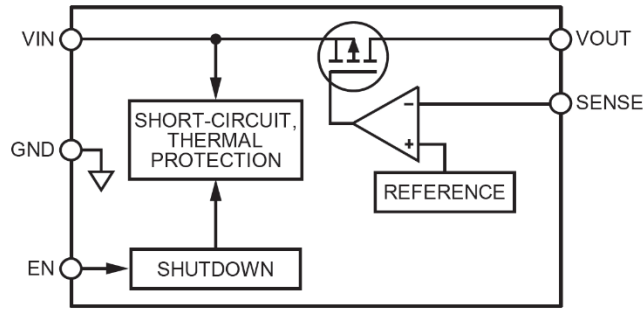 VIN
VOUT
SHORT-CIRCUIT,
THERMAL
PROTECTION
–
+
SENSE
GND
REFERENCE
EN
SHUTDOWN